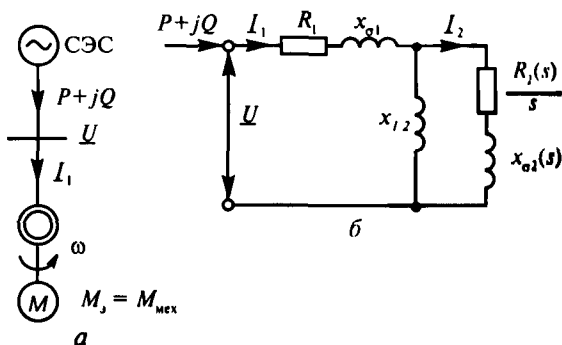 СЭС
P+jQ
U
I₁
ω
M
Mэ = Mмех
а
P+jQ
I₁
R₁
xσ1
I₂
U
x12
R₂(s)
s
xσ2(s)
б